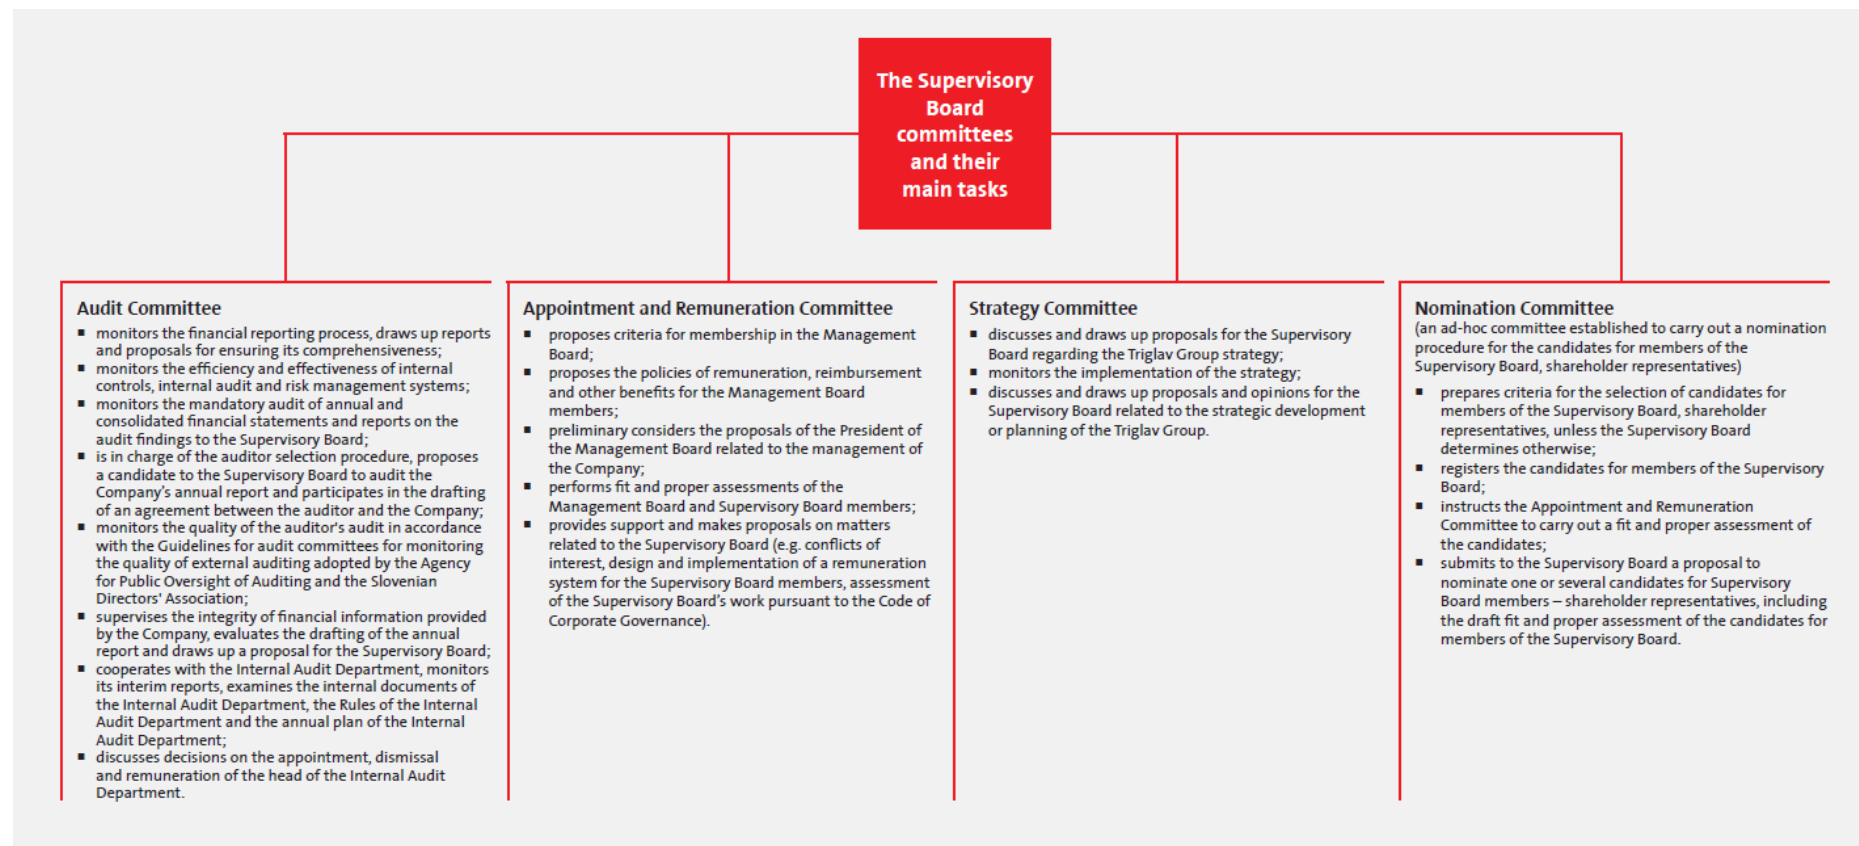 The Supervisory
Board
committees
and their
main tasks
Audit Committee
▪ monitors the financial reporting process, draws up reports
and proposals for ensuring its comprehensiveness;
▪ monitors the efficiency and effectiveness of internal
controls, internal audit and risk management systems;
▪ monitors the mandatory audit of annual and
consolidated financial statements and reports on the
audit findings to the Supervisory Board;
▪ is in charge of the auditor selection procedure, proposes
a candidate to the Supervisory Board to audit the
Company's annual report and participates in the drafting
of an agreement between the auditor and the Company;
▪ monitors the quality of the auditor's audit in accordance
with the Guidelines for audit committees for monitoring
the quality of external auditing adopted by the Agency
for Public Oversight of Auditing and the Slovenian
Directors' Association;
▪ supervises the integrity of financial information provided
by the Company, evaluates the drafting of the annual
report and draws up a proposal for the Supervisory Board;
▪ cooperates with the Internal Audit Department, monitors
its interim reports, examines the internal documents of
the Internal Audit Department, the Rules of the Internal
Audit Department and the annual plan of the Internal
Audit Department;
▪ discusses decisions on the appointment, dismissal
and remuneration of the head of the Internal Audit
Department.
Appointment and Remuneration Committee
▪ proposes criteria for membership in the Management
Board;
▪ proposes the policies of remuneration, reimbursement
and other benefits for the Management Board
members;
▪ preliminary considers the proposals of the President of
the Management Board related to the management of
the Company;
▪ performs fit and proper assessments of the
Management Board and Supervisory Board members;
▪ provides support and makes proposals on matters
related to the Supervisory Board (e.g. conflicts of
interest, design and implementation of a remuneration
system for the Supervisory Board members, assessment
of the Supervisory Board's work pursuant to the Code of
Corporate Governance).
Strategy Committee
▪ discusses and draws up proposals for the Supervisory
Board regarding the Triglav Group strategy;
▪ monitors the implementation of the strategy;
▪ discusses and draws up proposals and opinions for the
Supervisory Board related to the strategic development
or planning of the Triglav Group.
Nomination Committee
(an ad-hoc committee established to carry out a nomination
procedure for the candidates for members of the
Supervisory Board, shareholder representatives)
▪ prepares criteria for the selection of candidates for
members of the Supervisory Board, shareholder
representatives, unless the Supervisory Board
determines otherwise;
▪ registers the candidates for members of the Supervisory
Board;
▪ instructs the Appointment and Remuneration
Committee to carry out a fit and proper assessment of
the candidates;
▪ submits to the Supervisory Board a proposal to
nominate one or several candidates for Supervisory
Board members – shareholder representatives, including
the draft fit and proper assessment of the candidates for
members of the Supervisory Board.